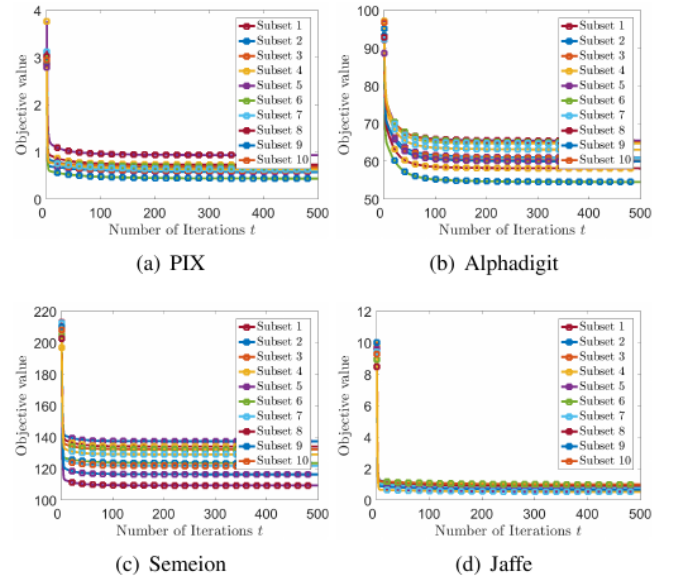 4
3
2
1
0
Objective value
0 100 200 300 400 500
Number of Iterations t
Subset 1
Subset 2
Subset 3
Subset 4
Subset 5
Subset 6
Subset 7
Subset 8
Subset 9
Subset 10
(a) PIX
100
90
80
70
60
50
Objective value
0 100 200 300 400 500
Number of Iterations t
Subset 1
Subset 2
Subset 3
Subset 4
Subset 5
Subset 6
Subset 7
Subset 8
Subset 9
Subset 10
(b) Alphadigit
220
200
180
160
140
120
100
Objective value
0 100 200 300 400 500
Number of Iterations t
Subset 1
Subset 2
Subset 3
Subset 4
Subset 5
Subset 6
Subset 7
Subset 8
Subset 9
Subset 10
(c) Semeion
12
10
8
6
4
2
0
Objective value
0 100 200 300 400 500
Number of Iterations t
Subset 1
Subset 2
Subset 3
Subset 4
Subset 5
Subset 6
Subset 7
Subset 8
Subset 9
Subset 10
(d) Jaffe